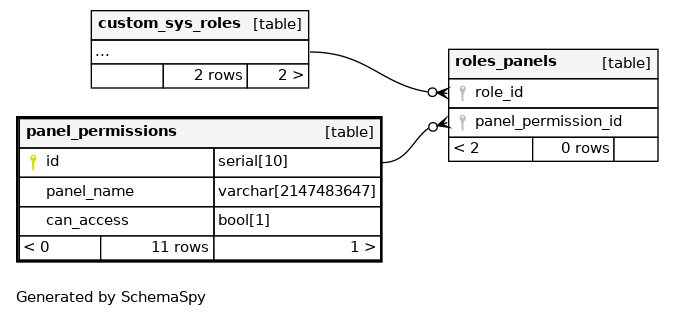 custom_sys_roles [table]
...
2 rows 2 >
roles_panels [table]
role_id
panel_permission_id
< 2 0 rows
panel_permissions [table]
id serial[10]
panel_name varchar[2147483647]
can_access bool[1]
< 0 11 rows 1 >
Generated by SchemaSpy